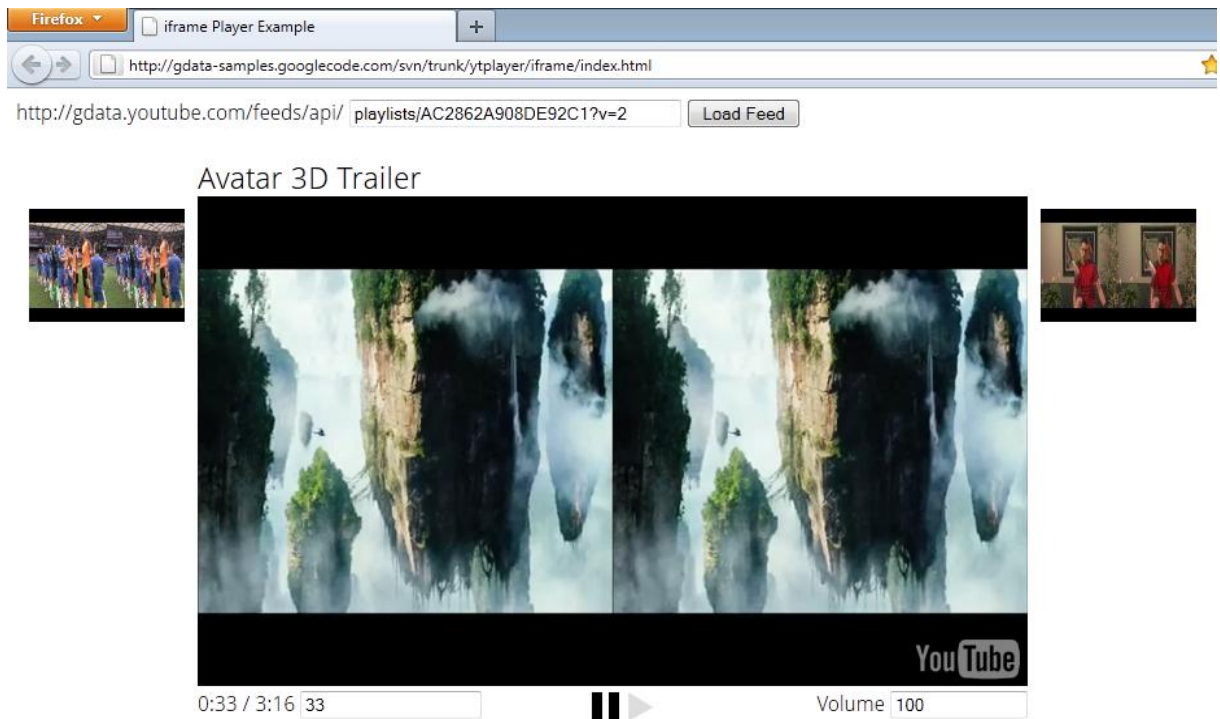 Firefox
iframe Player Example
http://gdata-samples.googlecode.com/svn/trunk/ytplayer/iframe/index.html
http://gdata.youtube.com/feeds/api/ playlists/AC2862A908DE92C1?v=2 Load Feed
Avatar 3D Trailer
YouTube
0:33 / 3:16 33 Volume 100